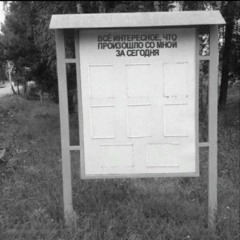 ВСЁ ИНТЕРЕСНОЕ, ЧТО
ПРОИЗОШЛО СО МНОЙ
ЗА СЕГОДНЯ